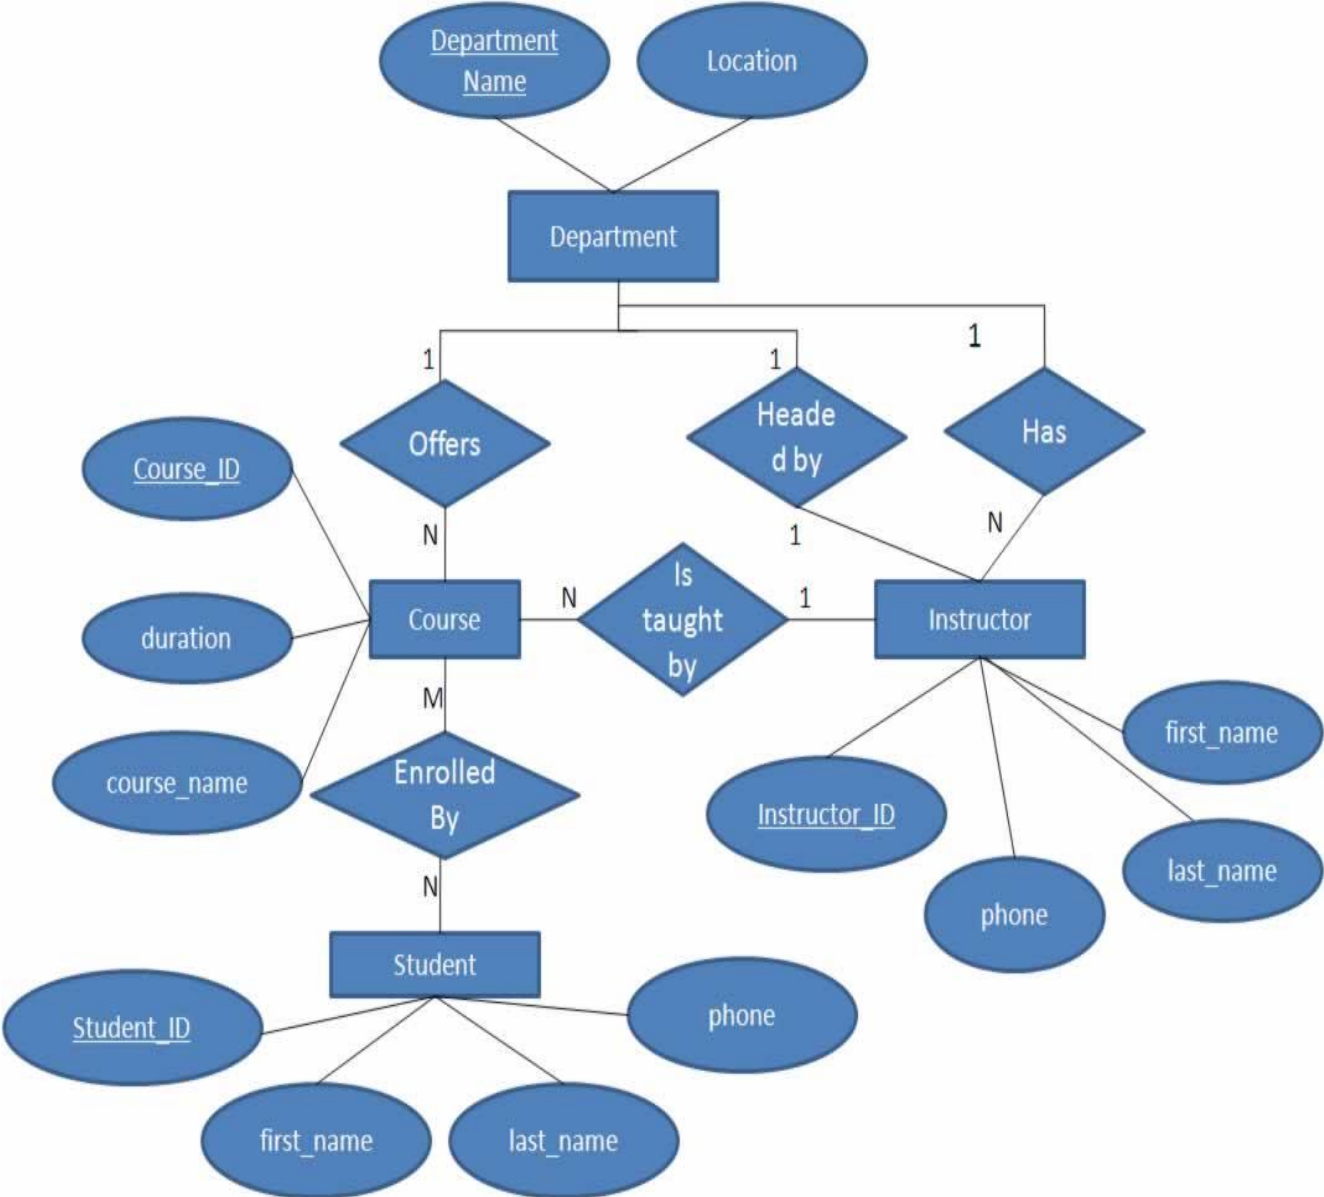 Department
Name
Location
Department
1
1
1
Offers
Heade
d by
Has
Course_ID
N
1
N
Course
N
Is
taught
by
1
Instructor
duration
M
course_name
Enrolled
By
first_name
Instructor_ID
last_name
phone
N
Student
Student_ID
phone
first_name
last_name